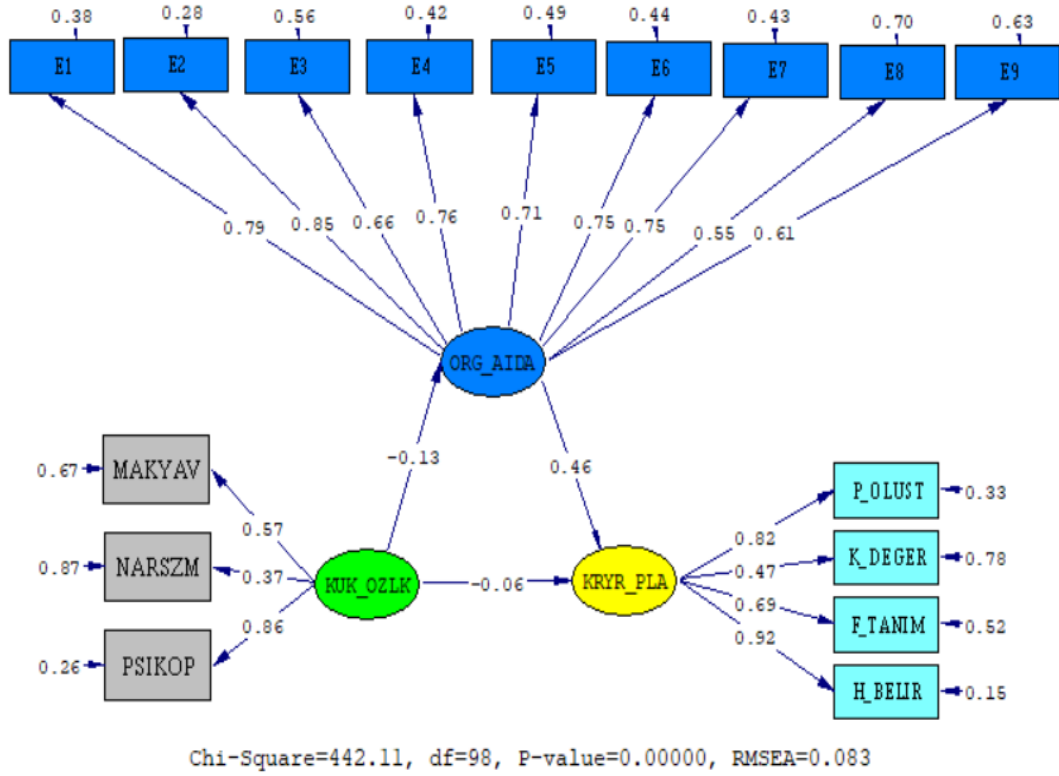 0.38 0.28 0.56 0.42 0.49 0.44 0.43 0.70 0.63
E1 E2 E3 E4 E5 E6 E7 E8 E9
0.79 0.85 0.66 0.76 0.71 0.75 0.75 0.55 0.61
ORG_AIDA
-0.13 0.46
0.67 MAKYAV
0.87 NARSZM
0.26 PSIKOP
0.57
0.37
0.86
KUK_OZLK
-0.06
KRYR_PLA
0.82
0.47
0.69
0.92
P_OLUST 0.33
K_DEGER 0.78
F_TANIM 0.52
H_BELIR 0.15
Chi-Square=442.11, df=98, P-value=0.00000, RMSEA=0.083